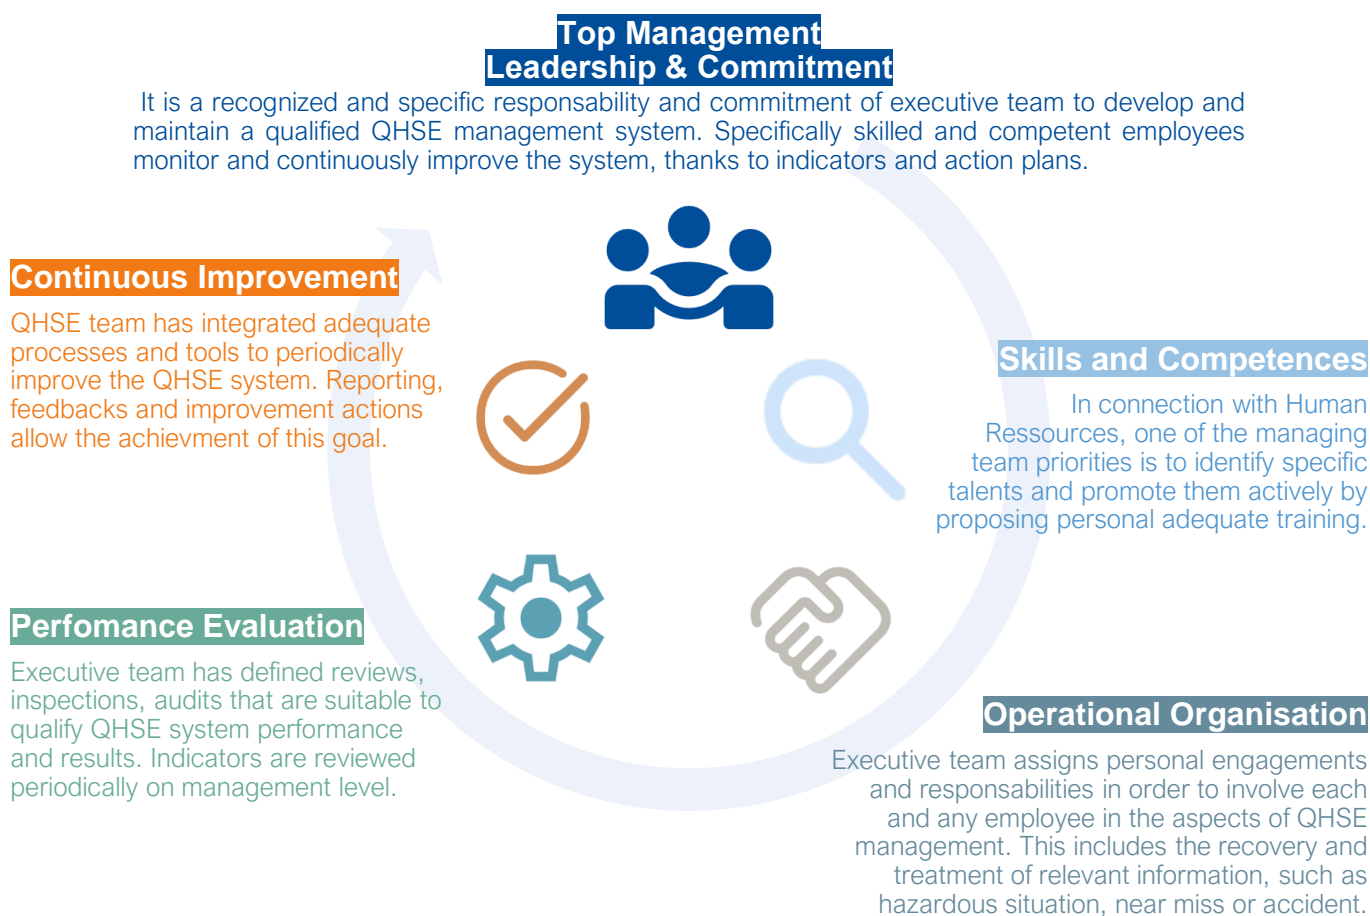 Top Management
Leadership & Commitment
It is a recognized and specific responsability and commitment of executive team to develop and
maintain a qualified QHSE management system. Specifically skilled and competent employees
monitor and continuously improve the system, thanks to indicators and action plans.
Continuous Improvement
QHSE team has integrated adequate
processes and tools to periodically
improve the QHSE system. Reporting,
feedbacks and improvement actions
allow the achievment of this goal.
Skills and Competences
In connection with Human
Ressources, one of the managing
team priorities is to identify specific
talents and promote them actively by
proposing personal adequate training.
Perfomance Evaluation
Executive team has defined reviews,
inspections, audits that are suitable to
qualify QHSE system performance
and results. Indicators are reviewed
periodically on management level.
Operational Organisation
Executive team assigns personal engagements
and responsabilities in order to involve each
and any employee in the aspects of QHSE
management. This includes the recovery and
treatment of relevant information, such as
hazardous situation, near miss or accident.